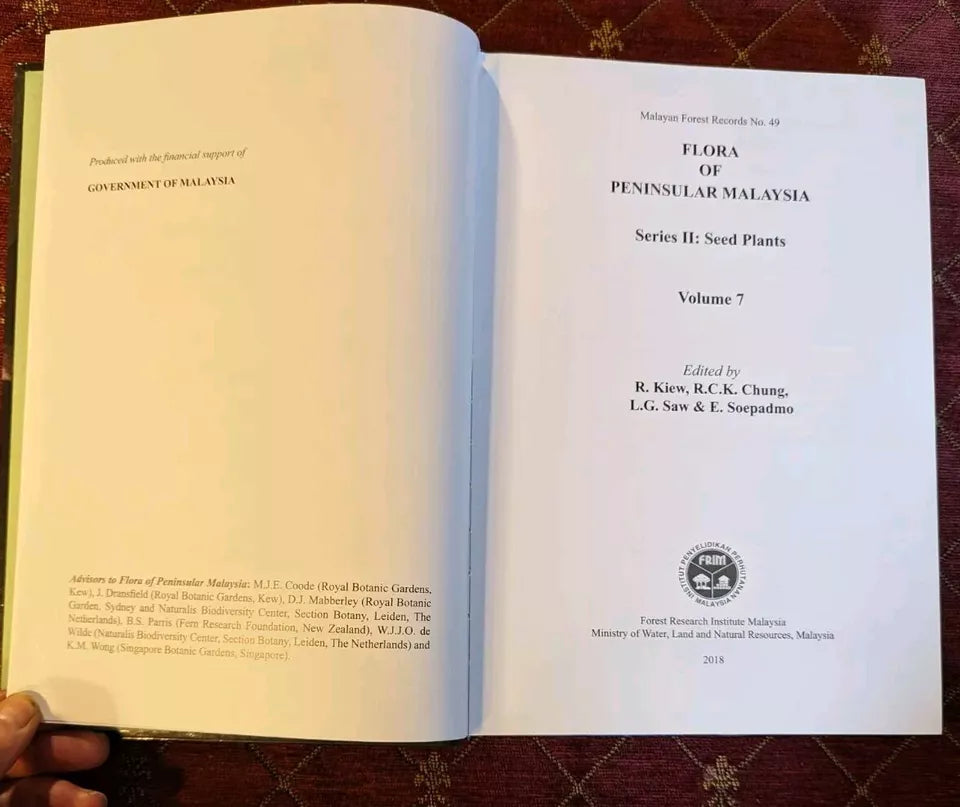 Produced with the financial support of
GOVERNMENT OF MALAYSIA
Advisors to Flora of Peninsular Malaysia: M.J.E. Coode (Royal Botanic Gardens,
Kew), J. Dransfield (Royal Botanic Gardens, Kew), D.J. Mabberley (Royal Botanic
Garden, Sydney and Naturalis Biodiversity Center, Section Botany, Leiden, The
Netherlands), B.S. Parris (Fern Research Foundation, New Zealand), W.J.J.O. de
Wilde (Naturalis Biodiversity Center, Section Botany, Leiden, The Netherlands) and
K.M. Wong (Singapore Botanic Gardens, Singapore).
Malayan Forest Records No. 49
FLORA
OF
PENINSULAR MALAYSIA
Series II: Seed Plants
Volume 7
Edited by
R. Kiew, R.C.K. Chung,
L.G. Saw & E. Soepadmo
INSTITUT PENYELIDIKAN PERHUTANAN
FRIM
MALAYSIA
Forest Research Institute Malaysia
Ministry of Water, Land and Natural Resources, Malaysia
2018